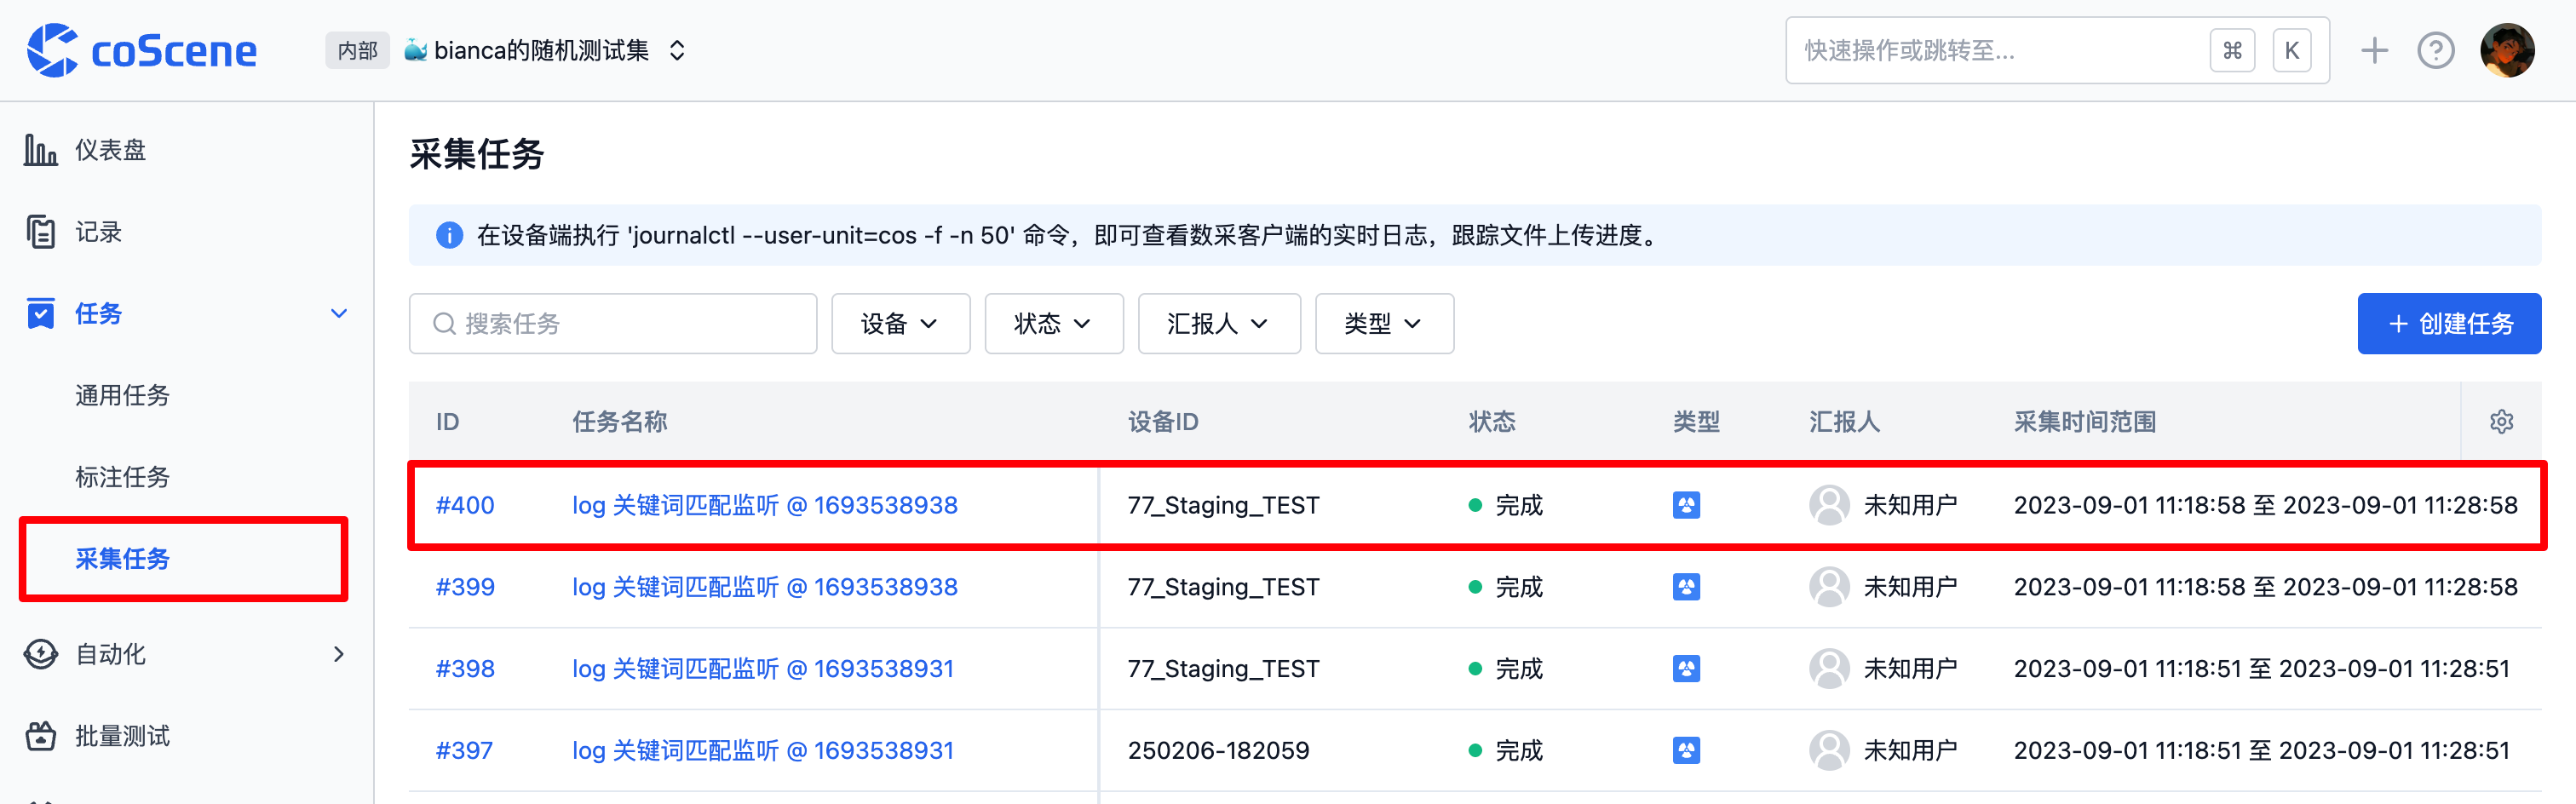 coScene
内部 bianca的随机测试集
快速操作或跳转至... ⌘ K
仪表盘
记录
任务
通用任务
标注任务
采集任务
自动化
批量测试
采集任务
在设备端执行 'journalctl --user-unit=cos -f -n 50' 命令，即可查看数采客户端的实时日志，跟踪文件上传进度。
搜索任务 设备 状态 汇报人 类型 创建任务
ID 任务名称 设备ID 状态 类型 汇报人 采集时间范围
#400 log 关键词匹配监听 @ 1693538938 77_Staging_TEST 完成 未知用户 2023-09-01 11:18:58 至 2023-09-01 11:28:58
#399 log 关键词匹配监听 @ 1693538938 77_Staging_TEST 完成 未知用户 2023-09-01 11:18:58 至 2023-09-01 11:28:58
#398 log 关键词匹配监听 @ 1693538931 77_Staging_TEST 完成 未知用户 2023-09-01 11:18:51 至 2023-09-01 11:28:51
#397 log 关键词匹配监听 @ 1693538931 250206-182059 完成 未知用户 2023-09-01 11:18:51 至 2023-09-01 11:28:51